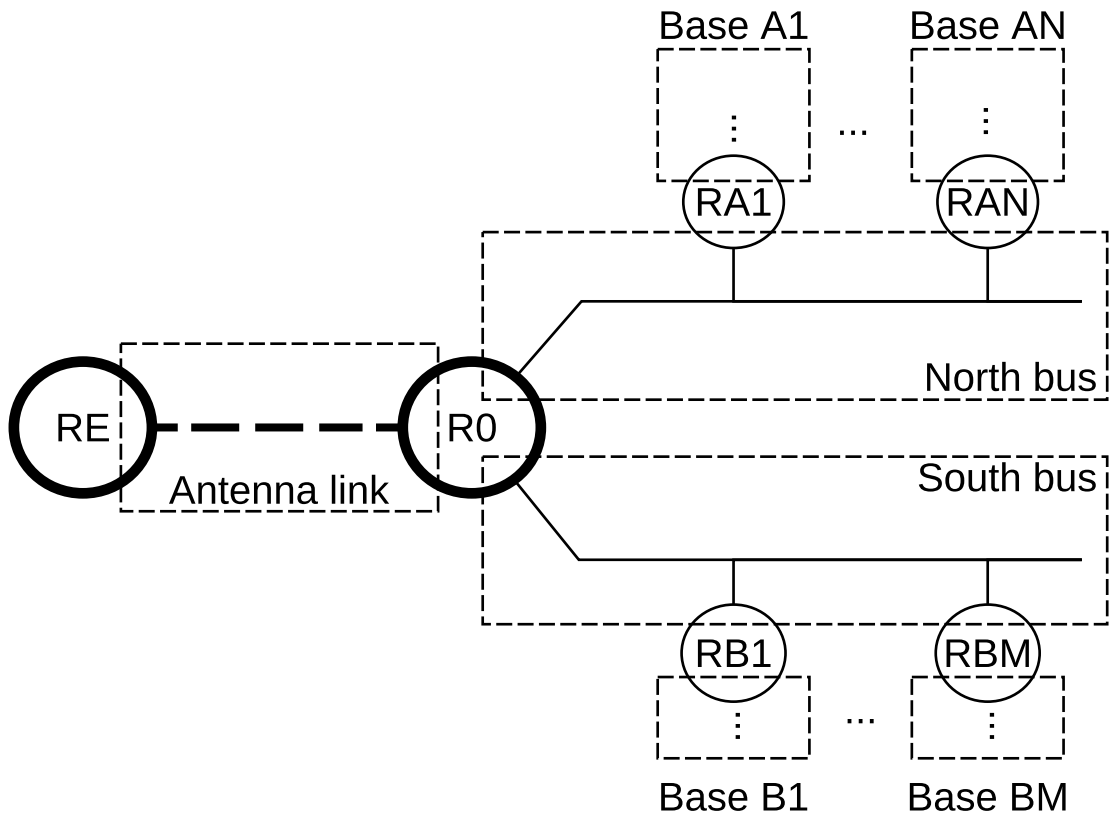 Base A1
Base AN
...
...
...
RA1
RAN
North bus
RE
R0
Antenna link
South bus
RB1
RBM
...
...
...
Base B1
Base BM